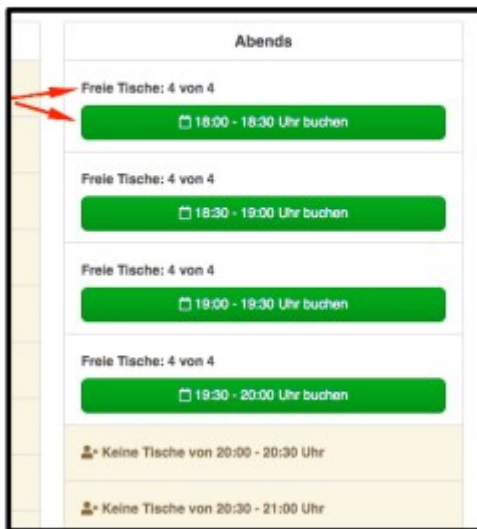 Abends
Freie Tische: 4 von 4
18:00 - 18:30 Uhr buchen
Freie Tische: 4 von 4
18:30 - 19:00 Uhr buchen
Freie Tische: 4 von 4
19:00 - 19:30 Uhr buchen
Freie Tische: 4 von 4
19:30 - 20:00 Uhr buchen
Keine Tische von 20:00 - 20:30 Uhr
Keine Tische von 20:30 - 21:00 Uhr